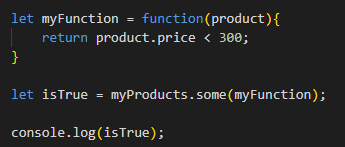 let myFunction = function(product){
    return product.price < 300;
}
let isTrue = myProducts.some(myFunction);
console.log(isTrue);